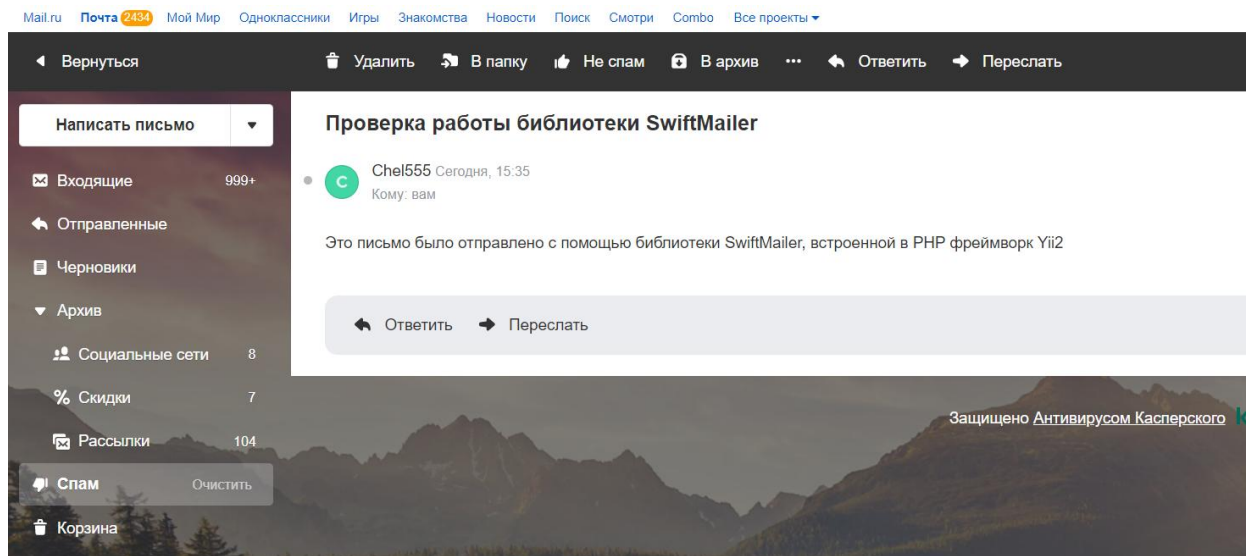 Mail.ru Почта 2434 Мой Мир Одноклассники Игры Знакомства Новости Поиск Смотри Combo Все проекты
Вернуться Удалить В папку Не спам В архив ... Ответить Переслать
Написать письмо
Проверка работы библиотеки SwiftMailer
C
Chel555 Сегодня, 15:35
Кому: вам
Входящие 999+
Отправленные
Это письмо было отправлено с помощью библиотеки SwiftMailer, встроенной в PHP фреймворк Yii2
Черновики
Архив
Ответить Переслать
Социальные сети 8
% Скидки 7
Защищено Антивирусом Касперского
Рассылки 104
Спам Очистить
Корзина